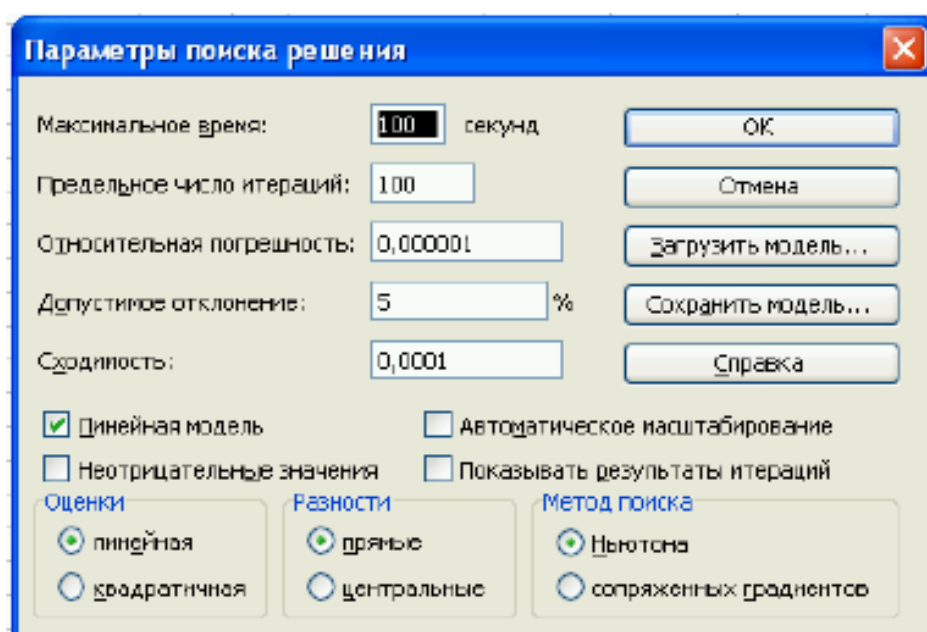 Параметры поиска решения
Максимальное время: 100 секунд OK
Предельное число итераций: 100 Отмена
Относительная погрешность: 0,000001 Загрузить модель...
Допустимое отклонение: 5 % Сохранить модель...
Сходимость: 0,0001 Справка
Линейная модель Автоматическое масштабирование
Неотрицательные значения Показывать результаты итераций
Оценки Разности Метод поиска
линейная прямые Ньютона
квадратичная центральные сопряженных градиентов